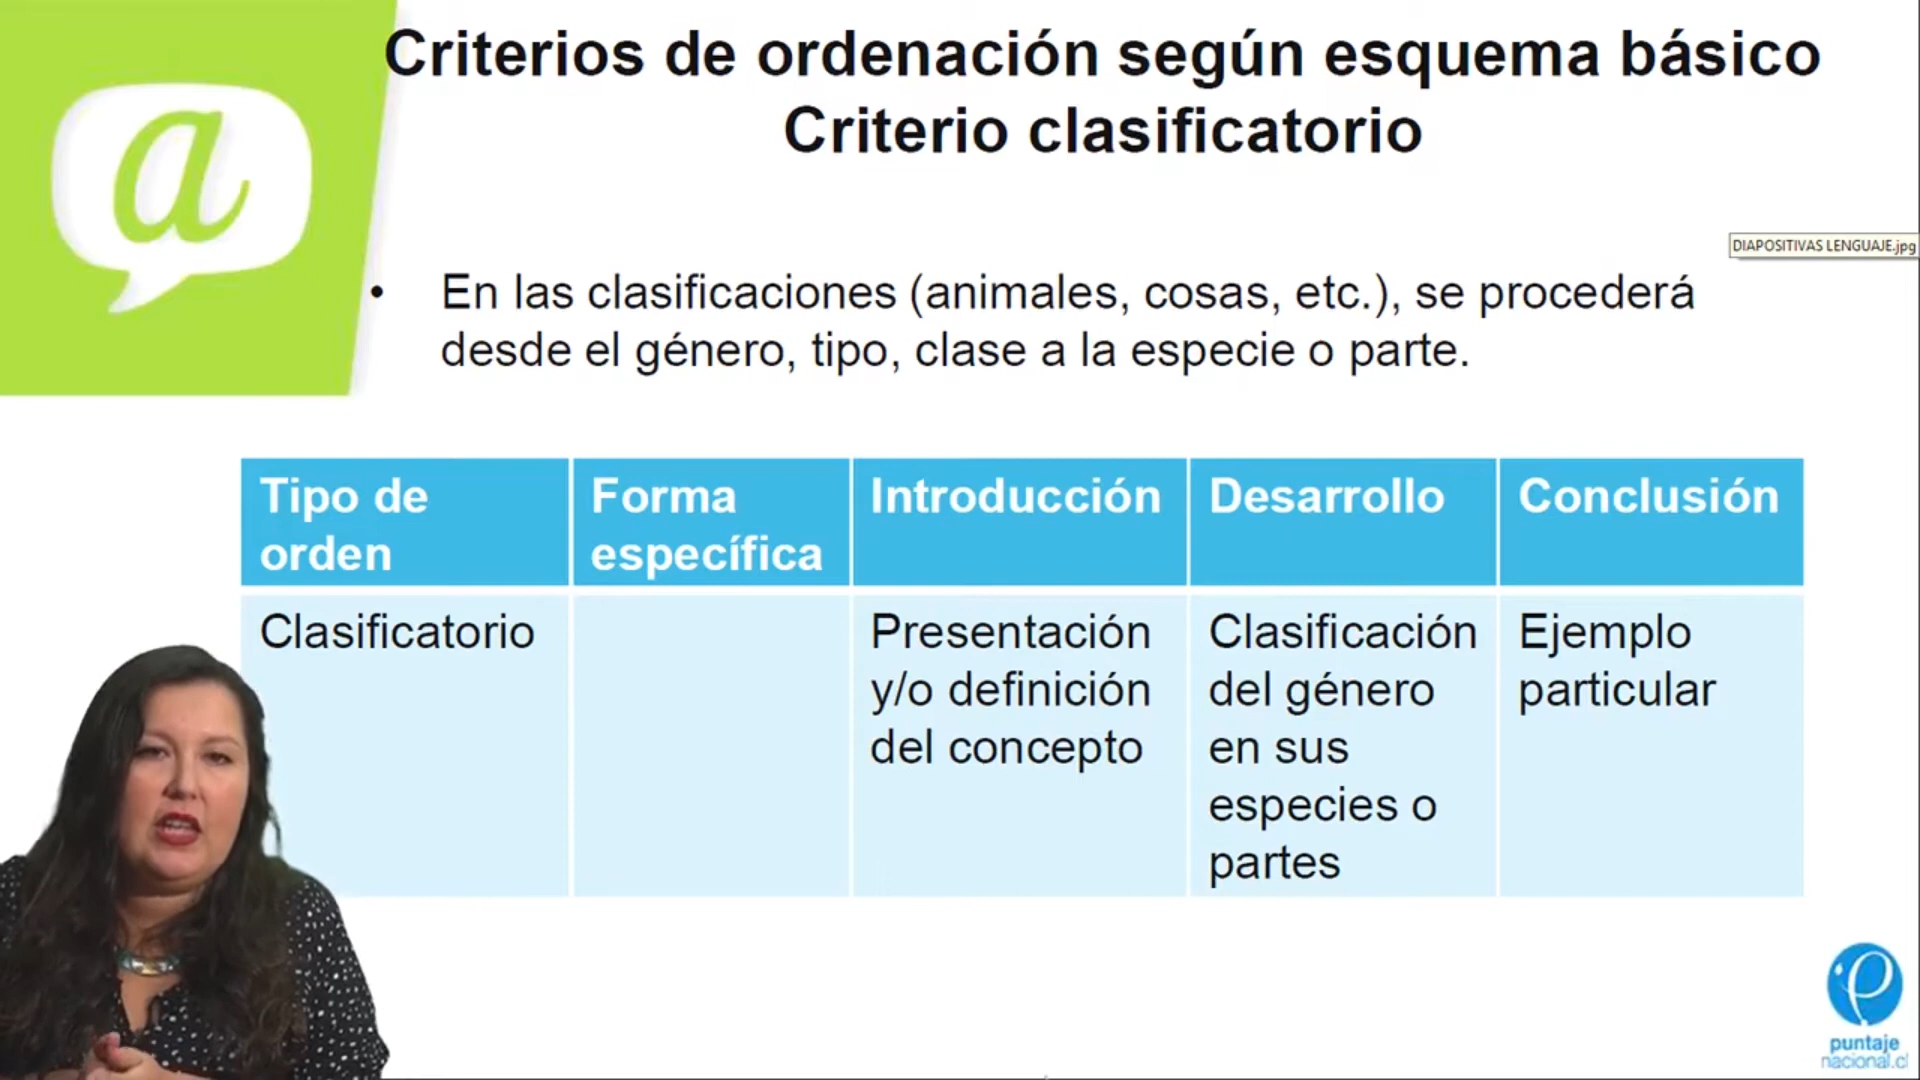 Criterios de ordenación según esquema básico
Criterio clasificatorio
a
DIAPOSITIVAS LENGUAJE.jpg
• En las clasificaciones (animales, cosas, etc.), se procederá
desde el género, tipo, clase a la especie o parte.
Tipo de
orden
Forma
específica
Introducción
Desarrollo
Conclusión
Clasificatorio
Presentación
y/o definición
del concepto
Clasificación
del género
en sus
especies o
partes
Ejemplo
particular
puntaje
nacional.cl